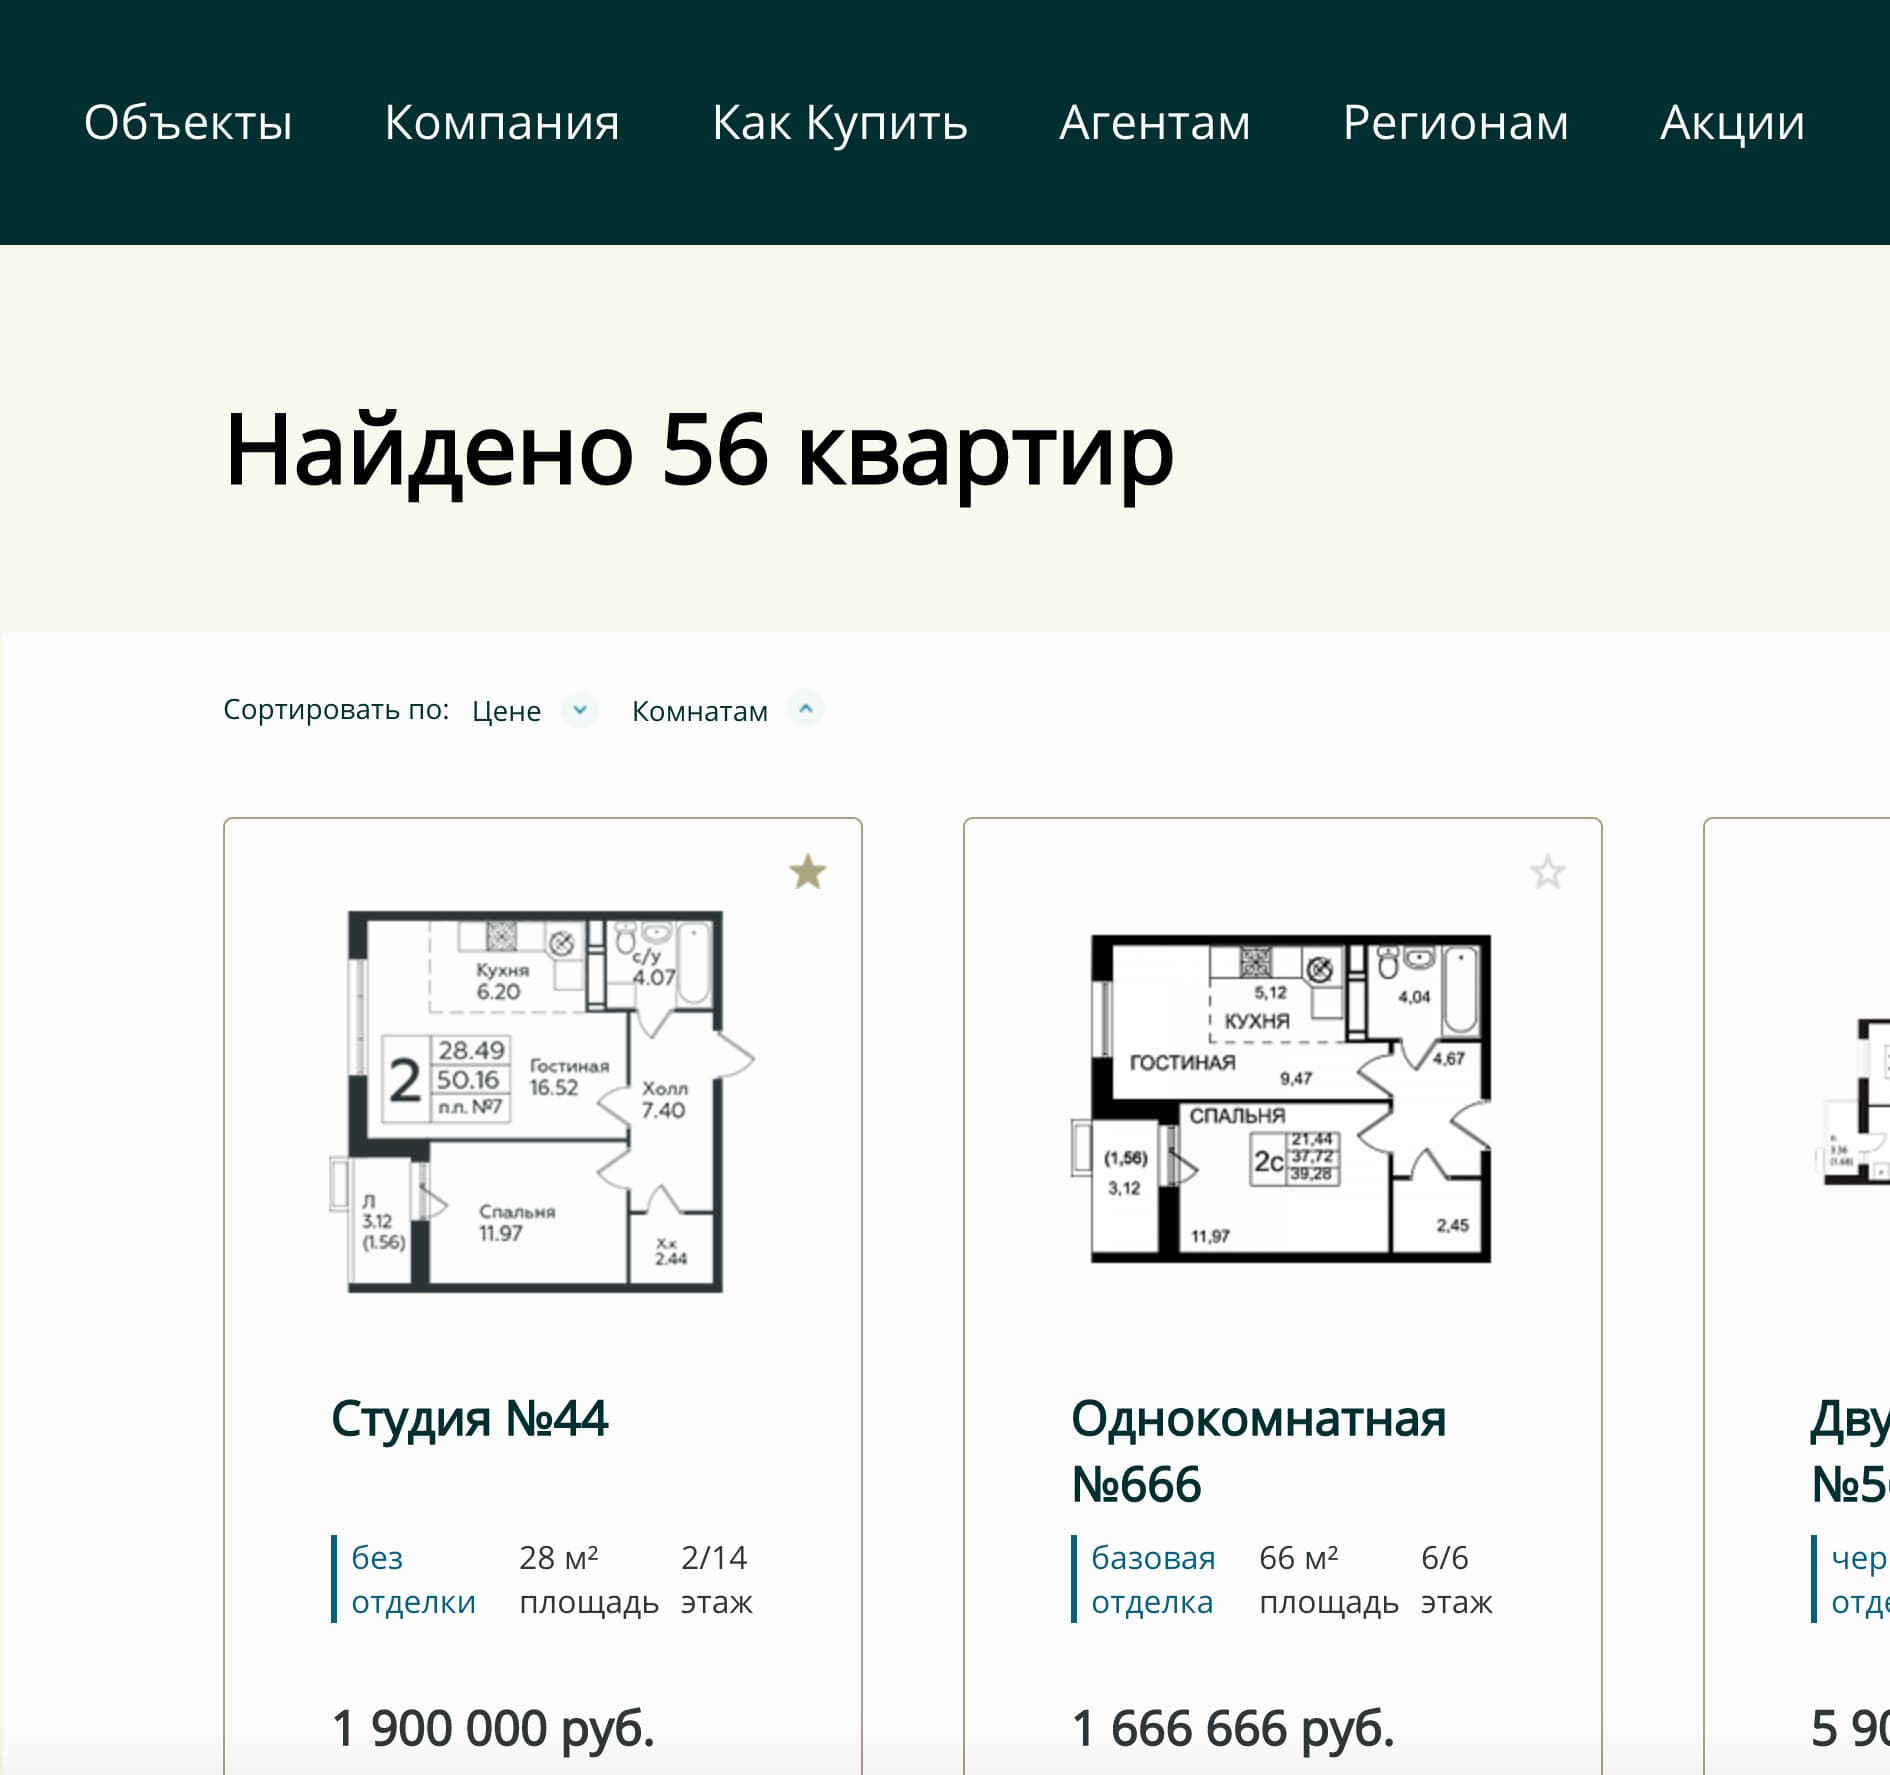 Объекты Компания Как Купить Агентам Регионам Акции
Найдено 56 квартир
Сортировать по: Цене Комнатам
Кухня
6.20
с/у
4.07
2
28.49
50.16
п.п. №7
Гостиная
16.52
Холл
7.40
Л
3.12
(1.56)
Спальня
11.97
Х.к
2.44
Студия №44
без отделки
28 м² площадь
2/14 этаж
1 900 000 руб.
5,12
КУХНЯ
4,04
ГОСТИНАЯ
9,47
4,67
СПАЛЬНЯ
2с
21,44
37,72
39,28
(1,56)
3,12
11,97
2,45
Однокомнатная
№666
базовая отделка
66 м² площадь
6/6 этаж
1 666 666 руб.
Дву
№5
чер
отде
5 90